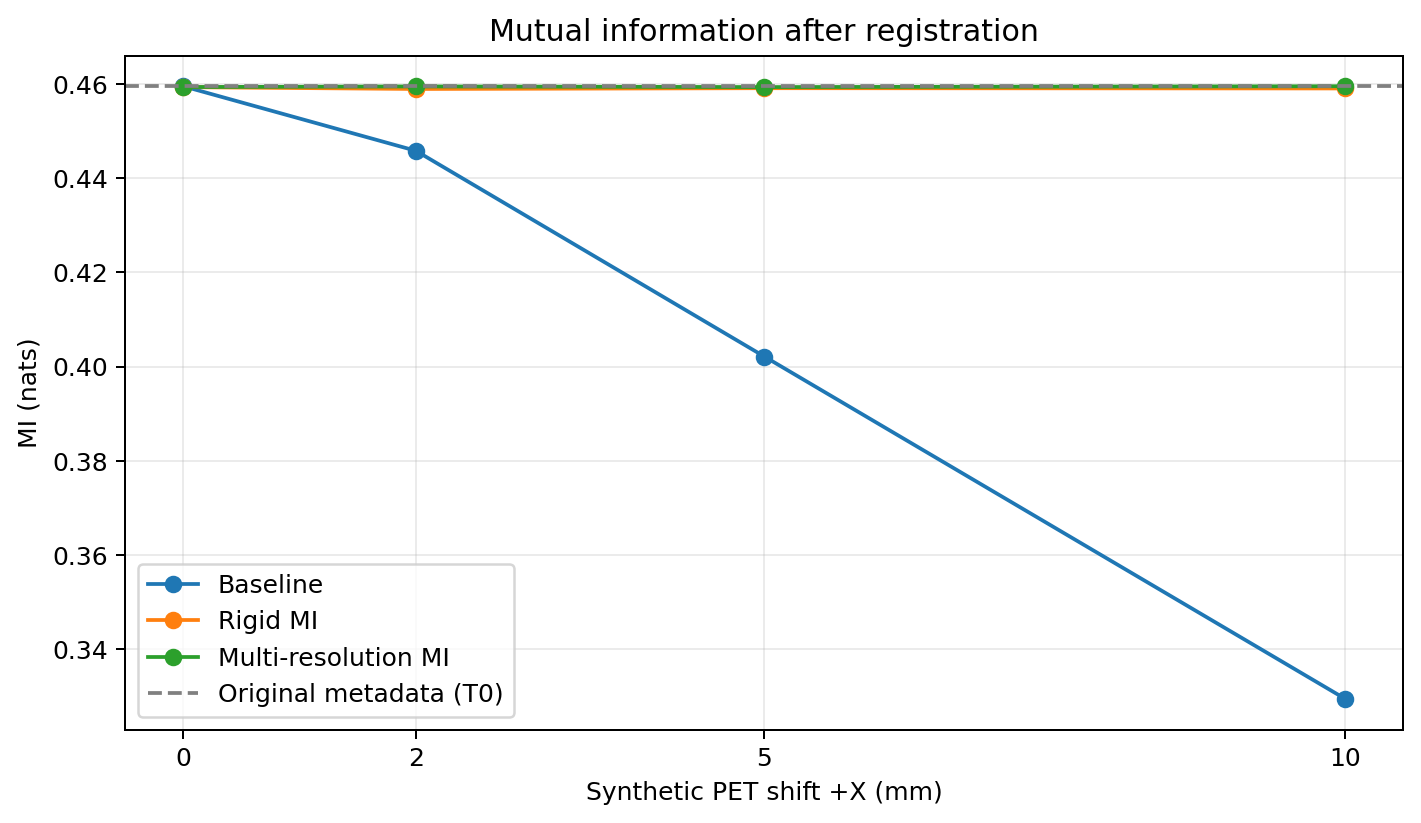 Mutual information after registration
MI (nats)
0.46
0.44
0.42
0.40
0.38
0.36
0.34
Baseline
Rigid MI
Multi-resolution MI
Original metadata (T0)
0
2
5
10
Synthetic PET shift +X (mm)